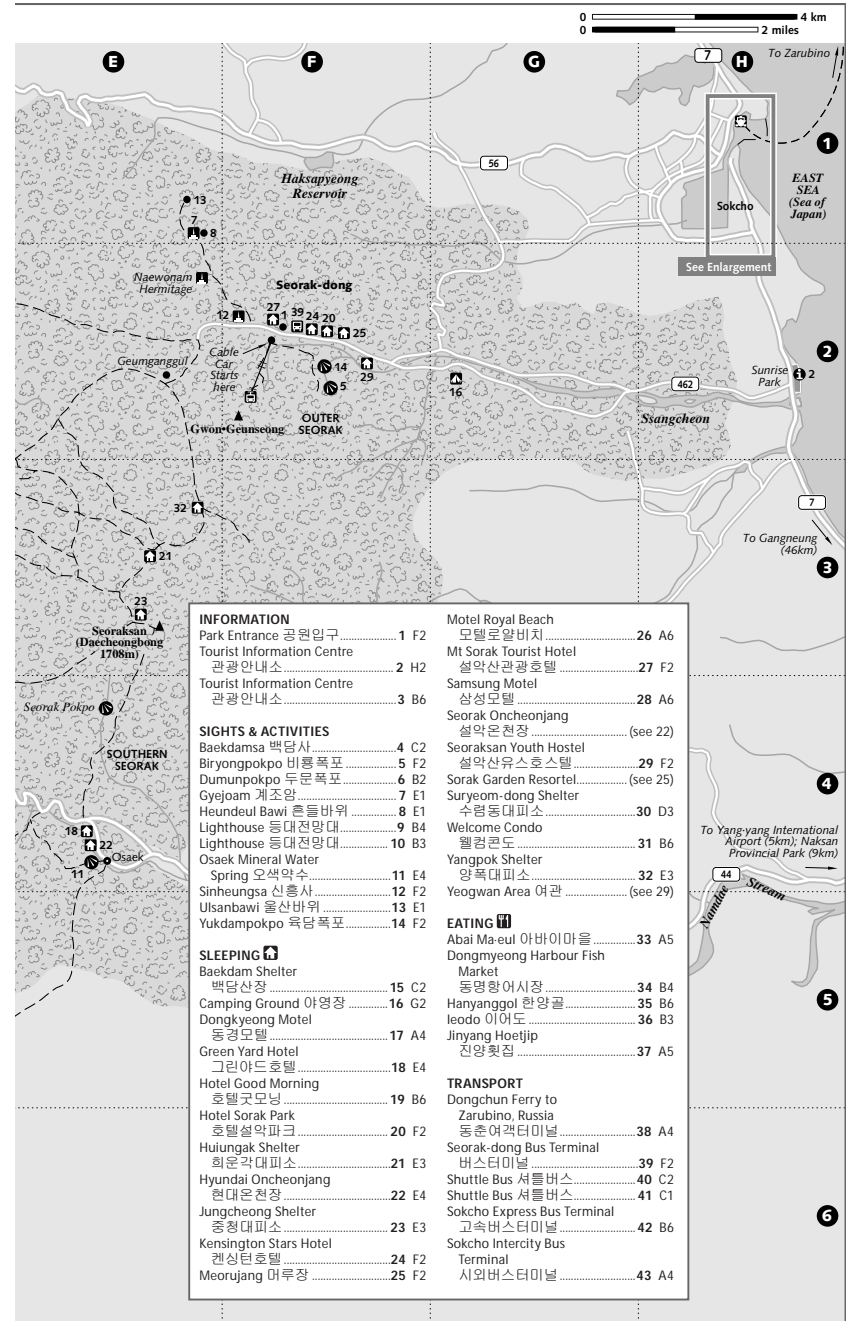 0 4 km
0 2 miles
E
F
G
H
7
To Zarubino
1
56
Haksapyeong
Reservoir
EAST
SEA
(Sea of
Japan)
13
7
8
Sokcho
See Enlargement
Naewonam
Hermitage
Seorak-dong
12
27
1
39
24
20
25
2
Geumganggul
Cable
Car
Starts
here
14
5
29
16
462
Sunrise
Park
2
OUTER
SEORAK
Gwon•Geunseong
Ssangcheon
32
7
To Gangneung
(46km)
3
21
23
Seoraksan
(Daecheongbong
1708m)
Seorak Pokpo
SOUTHERN
SEORAK
4
18
22
11
Osaek
To Yang-yang International
Airport (5km); Naksan
Provincial Park (9km)
44
Namdae Stream
5
6
INFORMATION
Park Entrance 공원입구 1 F2
Tourist Information Centre
관광안내소 2 H2
Tourist Information Centre
관광안내소 3 B6
SIGHTS & ACTIVITIES
Baekdamsa 백담사 4 C2
Biryongpokpo 비룡폭포 5 F2
Dumunpokpo 두문폭포 6 B2
Gyejoam 계조암 7 E1
Heundeul Bawi 흔들바위 8 E1
Lighthouse 등대전망대 9 B4
Lighthouse 등대전망대 10 B3
Osaek Mineral Water
Spring 오색약수 11 E4
Sinheungsa 신흥사 12 F2
Ulsanbawi 울산바위 13 E1
Yukdampokpo 육담폭포 14 F2
SLEEPING
Baekdam Shelter
백담산장 15 C2
Camping Ground 야영장 16 G2
Dongkyeong Motel
동경모텔 17 A4
Green Yard Hotel
그린야드호텔 18 E4
Hotel Good Morning
호텔굿모닝 19 B6
Hotel Sorak Park
호텔설악파크 20 F2
Huiungak Shelter
희운각대피소 21 E3
Hyundai Oncheonjang
현대온천장 22 E4
Jungcheong Shelter
중청대피소 23 E3
Kensington Stars Hotel
켄싱턴호텔 24 F2
Meorujang 머루장 25 F2
Motel Royal Beach
모텔로얄비치 26 A6
Mt Sorak Tourist Hotel
설악산관광호텔 27 F2
Samsung Motel
삼성모텔 28 A6
Seorak Oncheonjang
설악온천장 (see 22)
Seoraksan Youth Hostel
설악산유스호스텔 29 F2
Sorak Garden Resortel (see 25)
Suryeom-dong Shelter
수렴동대피소 30 D3
Welcome Condo
웰컴콘도 31 B6
Yangpok Shelter
양폭대피소 32 E3
Yeogwan Area 여관 (see 29)
EATING
Abai Ma·eul 아바이마을 33 A5
Dongmyeong Harbour Fish
Market
동명항어시장 34 B4
Hanyanggol 한양골 35 B6
Ieodo 이어도 36 B3
Jinyang Hoetjip
진양횟집 37 A5
TRANSPORT
Dongchun Ferry to
Zarubino, Russia
동춘여객터미널 38 A4
Seorak-dong Bus Terminal
버스터미널 39 F2
Shuttle Bus 셔틀버스 40 C2
Shuttle Bus 셔틀버스 41 C1
Sokcho Express Bus Terminal
고속버스터미널 42 B6
Sokcho Intercity Bus
Terminal
시외버스터미널 43 A4